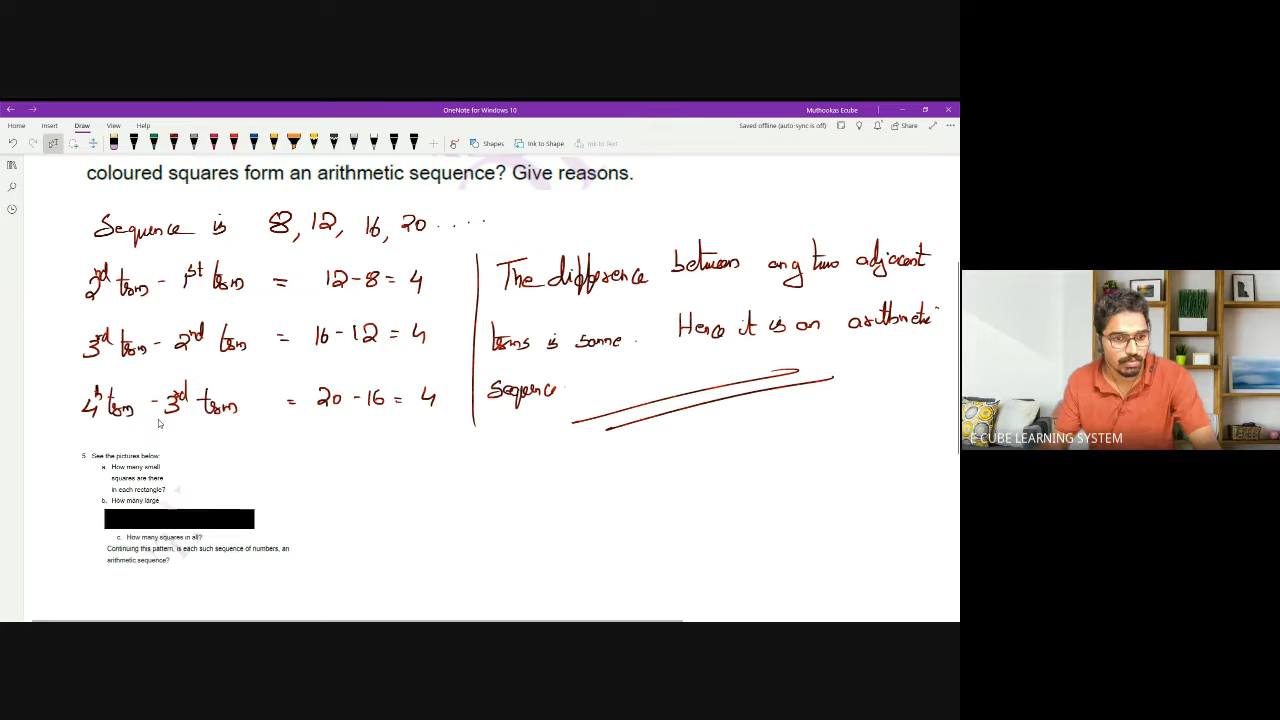 OneNote for Windows 10
Muthookas Ecube
Home Insert Draw View Help
Saved offline (auto-sync is off)
Share
Shapes
Ink to Shape
Ink to Text
coloured squares form an arithmetic sequence? Give reasons.
Sequence is 8, 12, 16, 20 .....
2nd term - 1st term = 12-8 = 4
3rd term - 2nd term = 16-12 = 4
4th term - 3rd term = 20-16 = 4
The difference between any two adjacent
terms is same. Hence it is an arithmetic
sequence
5. See the pictures below:
a. How many small
squares are there
in each rectangle?
b. How many large
c. How many squares in all?
Continuing this pattern, is each such sequence of numbers, an
arithmetic sequence?
E CUBE LEARNING SYSTEM